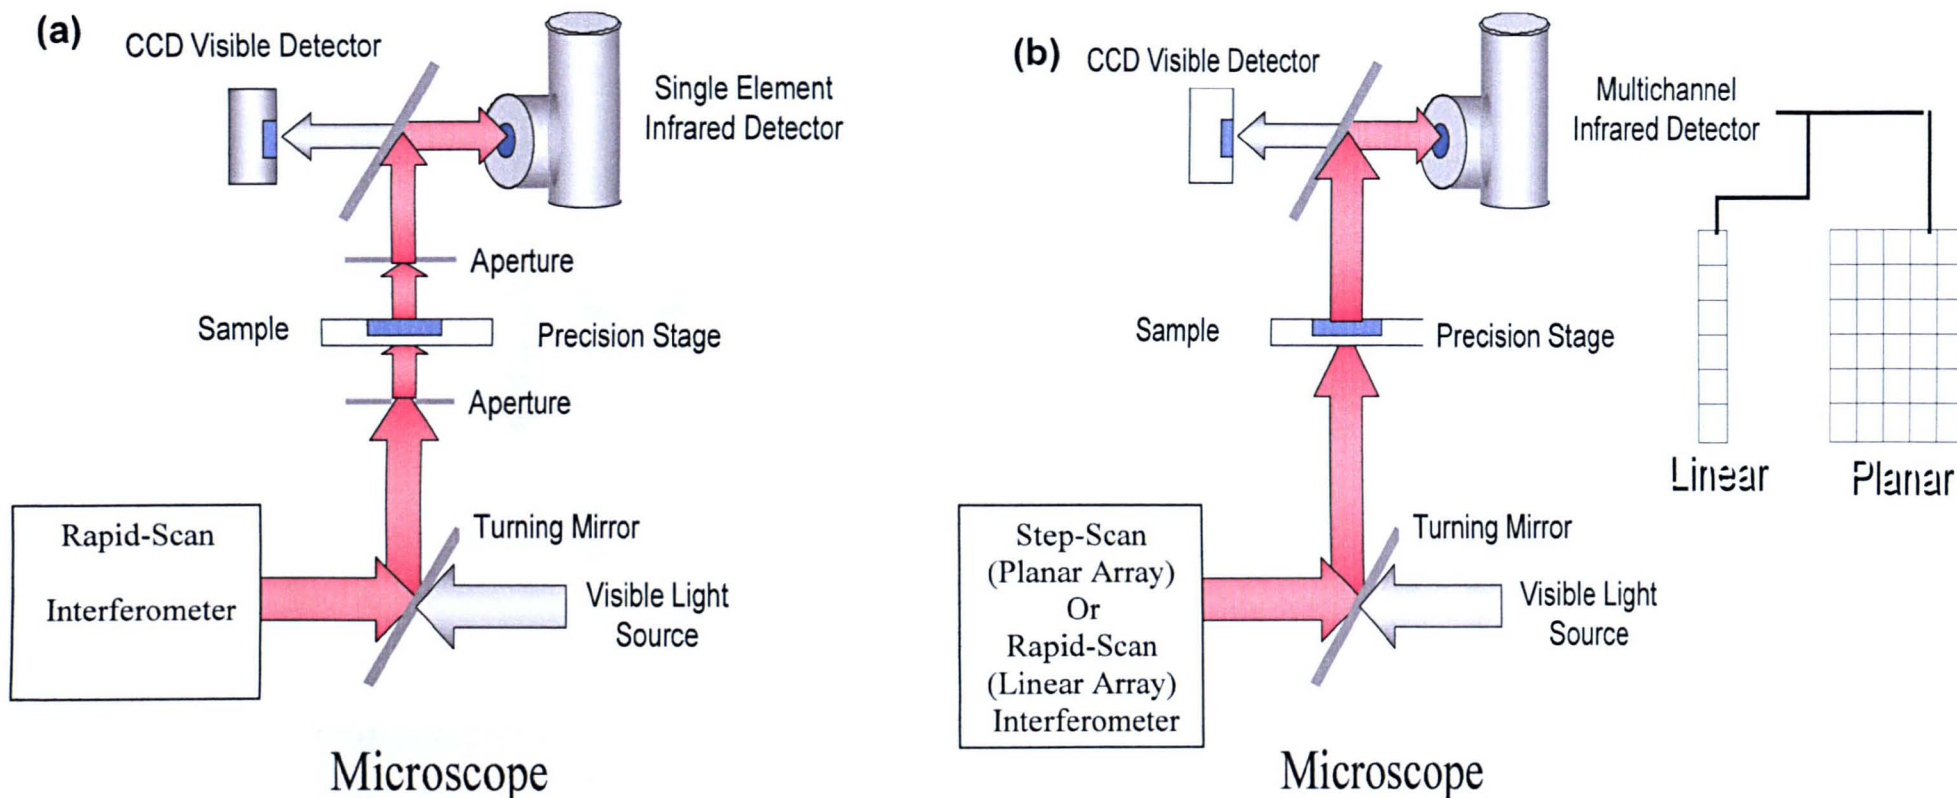 (a)
CCD Visible Detector
Single Element
Infrared Detector
Aperture
Sample
Precision Stage
Aperture
Rapid-Scan
Interferometer
Turning Mirror
Visible Light
Source
Microscope
(b)
CCD Visible Detector
Multichannel
Infrared Detector
Sample
Precision Stage
Linear
Planar
Step-Scan
(Planar Array)
Or
Rapid-Scan
(Linear Array)
Interferometer
Turning Mirror
Visible Light
Source
Microscope